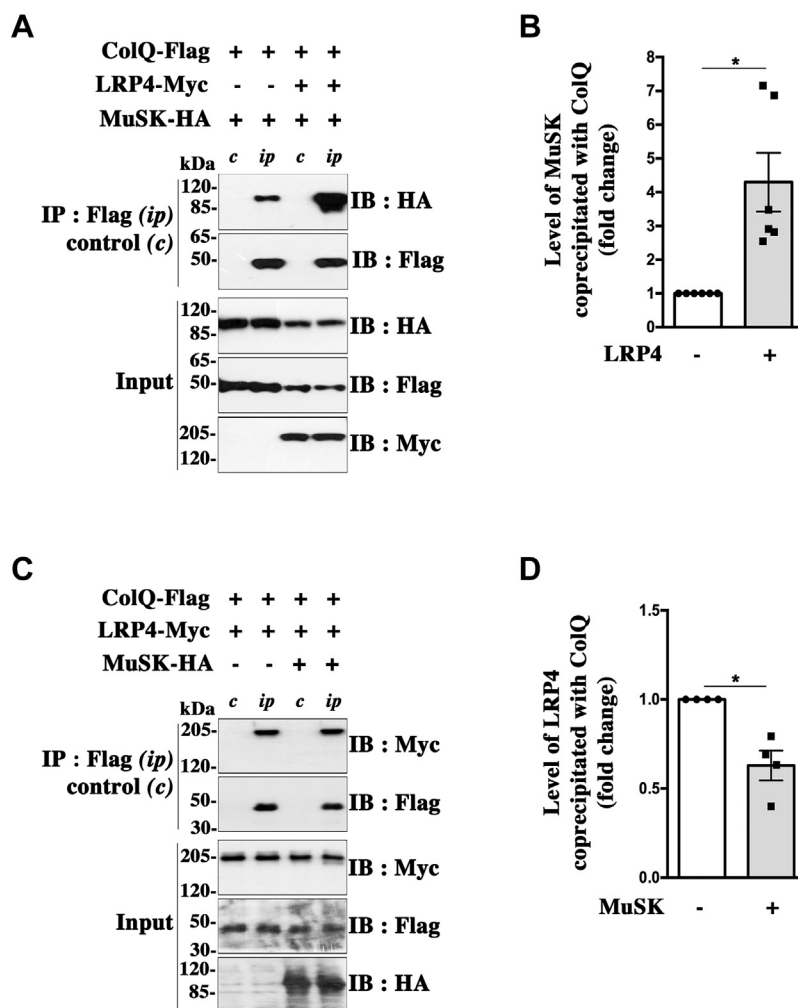 A
ColQ-Flag + + + +
LRP4-Myc - - + +
MuSK-HA + + + +
kDa c ip c ip
IP : Flag (ip)
control (c)
120-
85-
IB : HA
65-
50-
IB : Flag
Input
120-
85-
IB : HA
65-
50-
IB : Flag
205-
120-
IB : Myc
B
Level of MuSK
coprecipitated with ColQ
(fold change)
8
7
6
5
4
3
2
1
0
*
LRP4 - +
C
ColQ-Flag + + + +
LRP4-Myc + + + +
MuSK-HA - - + +
kDa c ip c ip
IP : Flag (ip)
control (c)
205-
120-
IB : Myc
50-
30-
IB : Flag
Input
205-
120-
IB : Myc
50-
30-
IB : Flag
120-
85-
IB : HA
D
Level of LRP4
coprecipitated with ColQ
(fold change)
1.5
1.0
0.5
0.0
*
MuSK - +